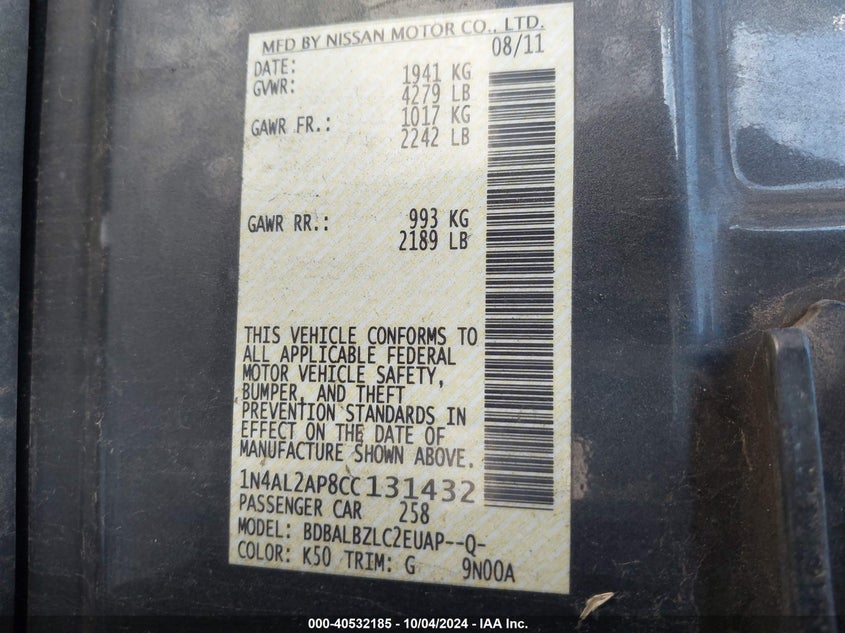 MFD BY NISSAN MOTOR CO., LTD.
DATE: 08/11
GVWR: 1941 KG
4279 LB
GAWR FR.: 1017 KG
2242 LB
GAWR RR.: 993 KG
2189 LB
THIS VEHICLE CONFORMS TO
ALL APPLICABLE FEDERAL
MOTOR VEHICLE SAFETY,
BUMPER, AND THEFT
PREVENTION STANDARDS IN
EFFECT ON THE DATE OF
MANUFACTURE SHOWN ABOVE.
1N4AL2AP8CC131432
PASSENGER CAR 258
MODEL: BDBALBZLC2EUAP--Q-
COLOR: K50 TRIM: G 9N00A
000-40532185 - 10/04/2024 - IAA Inc.